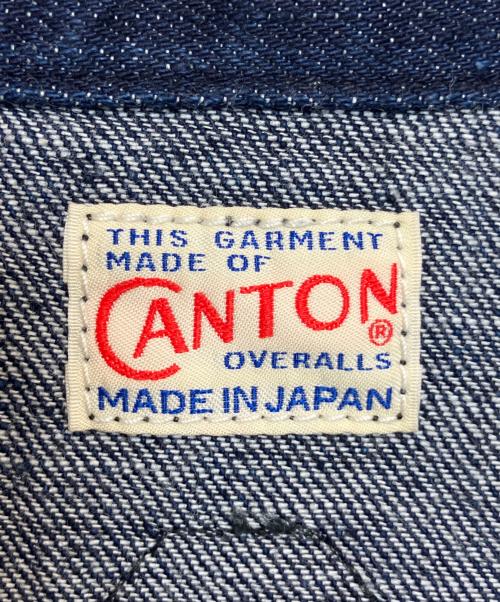 THIS GARMENT
MADE OF
CANTON®
OVERALLS
MADE IN JAPAN